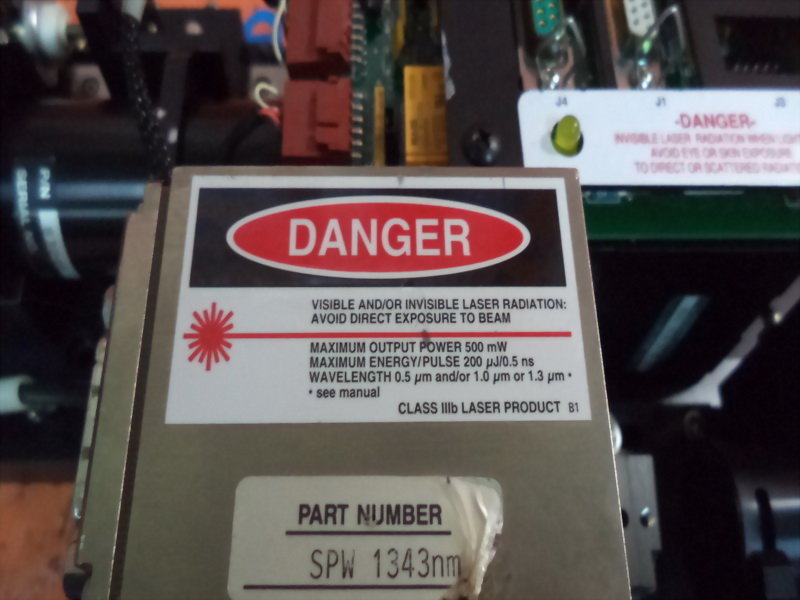 J4 J1 J5
-DANGER-
INVISIBLE LASER RADIATION WHEN
AVOID EYE OR SKIN EXPOSURE
TO DIRECT OR SCATTERED
P/N
SERIAL
DANGER
VISIBLE AND/OR INVISIBLE LASER RADIATION:
AVOID DIRECT EXPOSURE TO BEAM
MAXIMUM OUTPUT POWER 500 mW
MAXIMUM ENERGY/PULSE 200 µJ/0.5 ns
WAVELENGTH 0.5 µm and/or 1.0 µm or 1.3 µm *
* see manual
CLASS IIIb LASER PRODUCT B1
PART NUMBER
SPW 1343nm